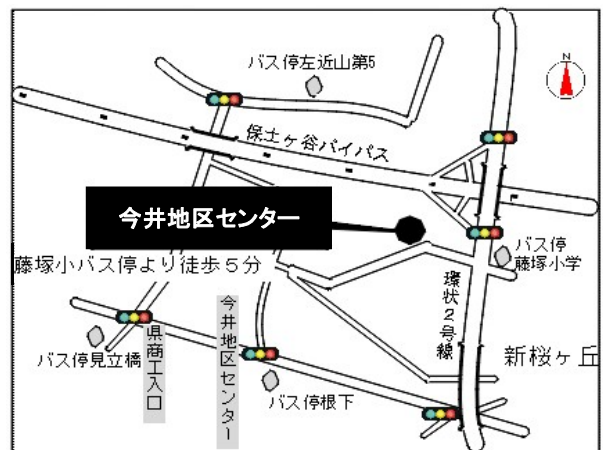 バス停左近山第5
N
保土ヶ谷バイパス
今井地区センター
バス停
藤塚小学
藤塚小バス停より徒歩5分
環状2号線
今井地区センター
県商工入口
新桜ヶ丘
バス停見立橋
バス停根下